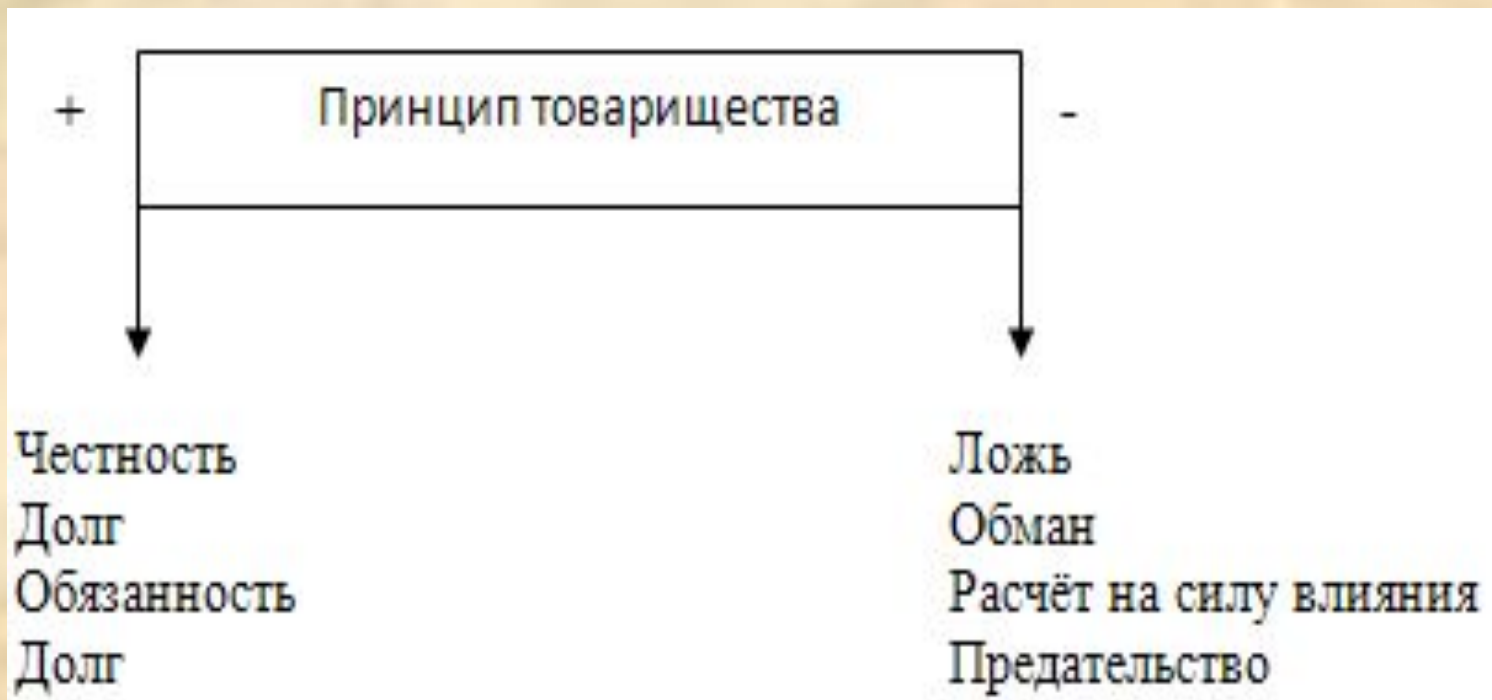 + Принцип товарищества -
Честность
Долг
Обязанность
Долг
Ложь
Обман
Расчёт на силу влияния
Предательство